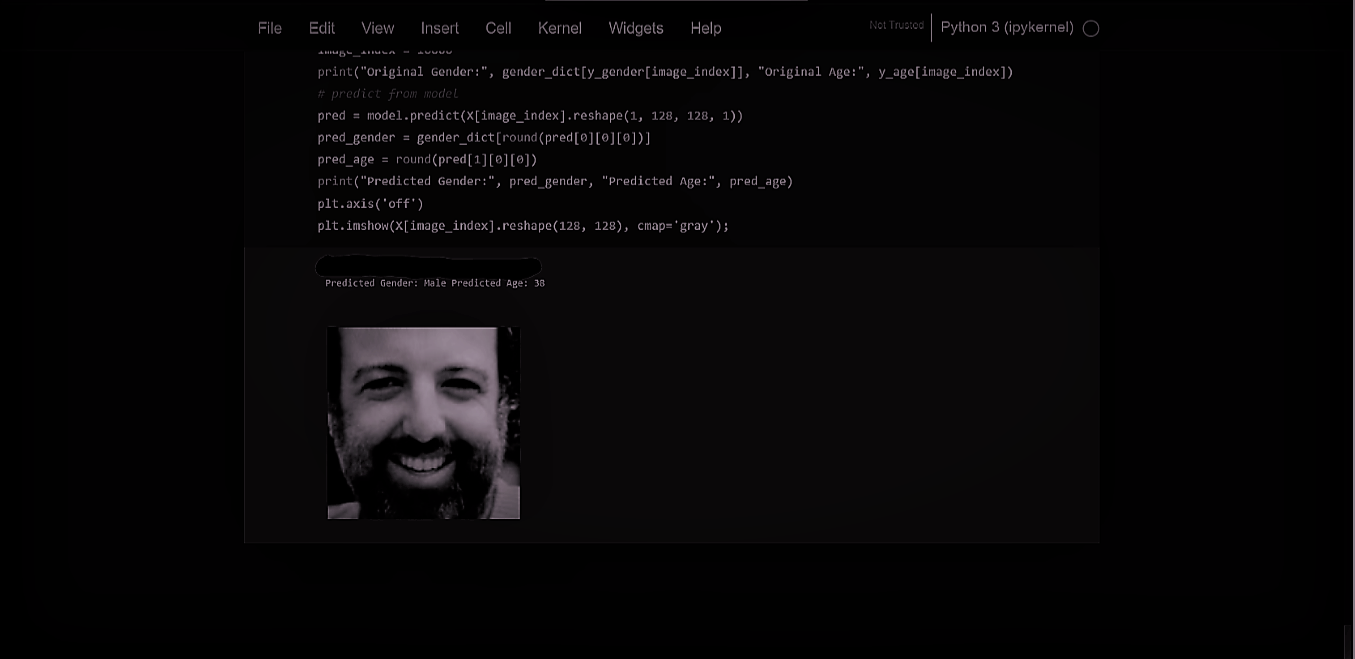 File Edit View Insert Cell Kernel Widgets Help Not Trusted Python 3 (ipykernel)
image_index = 10000
print("Original Gender:", gender_dict[y_gender[image_index]], "Original Age:", y_age[image_index])
# predict from model
pred = model.predict(X[image_index].reshape(1, 128, 128, 1))
pred_gender = gender_dict[round(pred[0][0][0])]
pred_age = round(pred[1][0][0])
print("Predicted Gender:", pred_gender, "Predicted Age:", pred_age)
plt.axis('off')
plt.imshow(X[image_index].reshape(128, 128), cmap='gray');
Predicted Gender: Male Predicted Age: 38